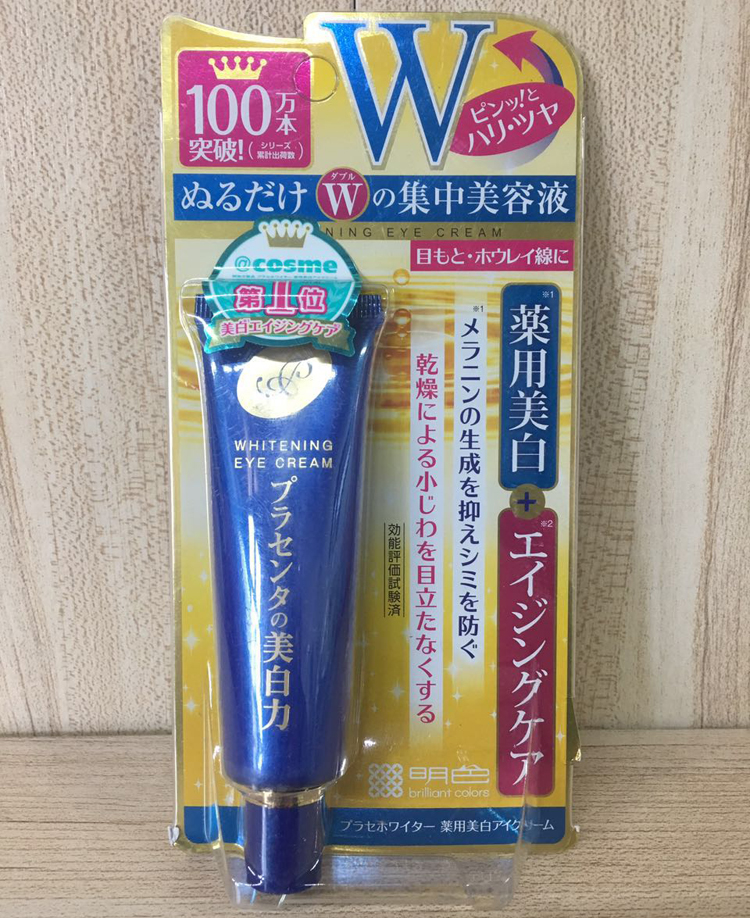 100万本
突破!(シリーズ累計出荷数)
W
ピンッ!と
ハリ・ツヤ
ぬるだけ
ダブル
Wの集中美容液
NING EYE CREAM
目もと・ホウレイ線に
@cosme
第1位
美白エイジングケア
※1
薬用美白
+
※2
エイジングケア
※1
メラニンの生成を抑えシミを防ぐ
乾燥による小じわを目立たなくする
効能評価試験済
WHITENING
EYE CREAM
プラセンタの美白力
明色
brilliant colors
プラセホワイター 薬用美白アイクリーム